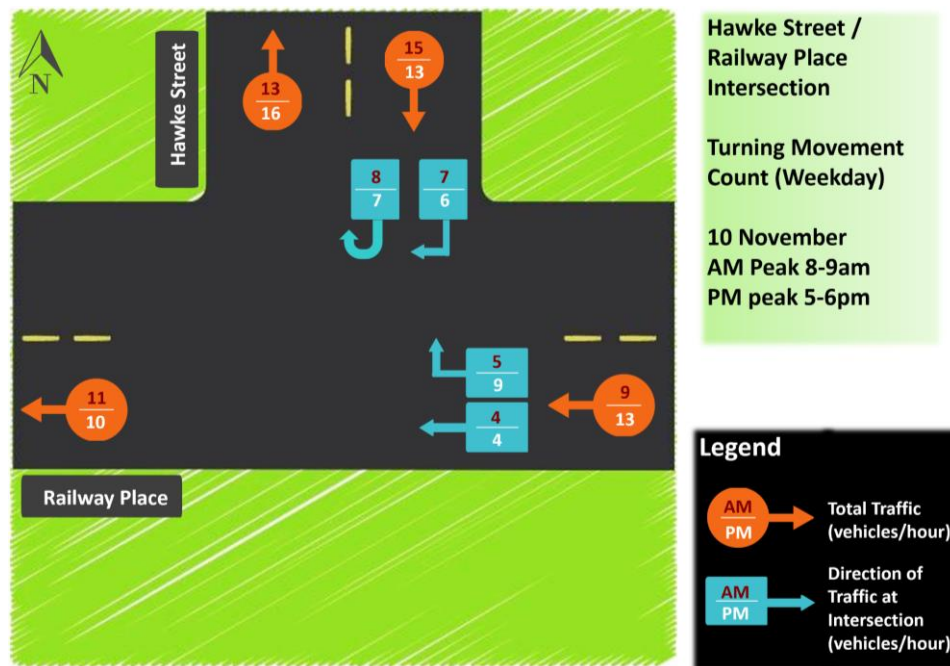 N
Hawke Street
13
16
15
13
8
7
7
6
5
9
4
4
11
10
9
13
Railway Place
Hawke Street /
Railway Place
Intersection
Turning Movement
Count (Weekday)
10 November
AM Peak 8-9am
PM peak 5-6pm
Legend
AM
PM
Total Traffic
(vehicles/hour)
AM
PM
Direction of
Traffic at
Intersection
(vehicles/hour)